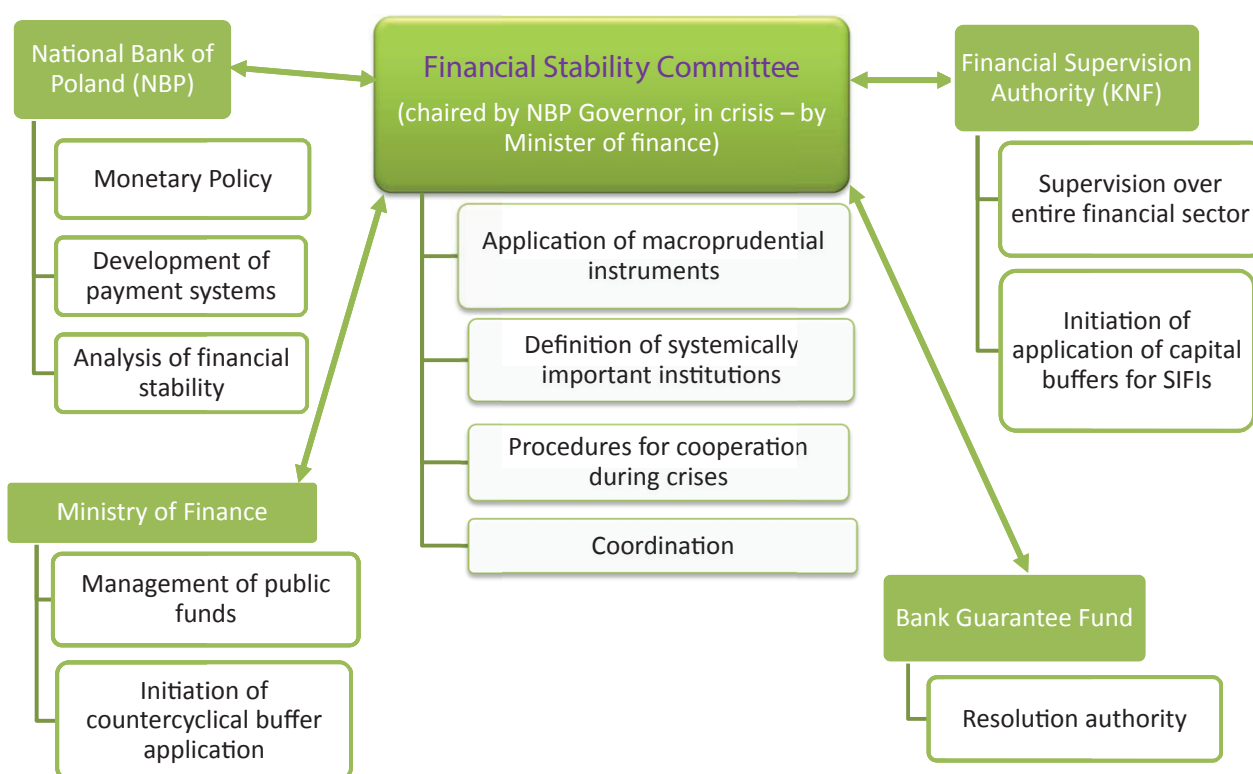 National Bank of
Poland (NBP)
Monetary Policy
Development of
payment systems
Analysis of financial
stability
Ministry of Finance
Management of public
funds
Initiation of
countercyclical buffer
application
Financial Stability Committee
(chaired by NBP Governor, in crisis – by
Minister of finance)
Application of macroprudential
instruments
Definition of systemically
important institutions
Procedures for cooperation
during crises
Coordination
Financial Supervision
Authority (KNF)
Supervision over
entire financial sector
Initiation of
application of capital
buffers for SIFIs
Bank Guarantee Fund
Resolution authority